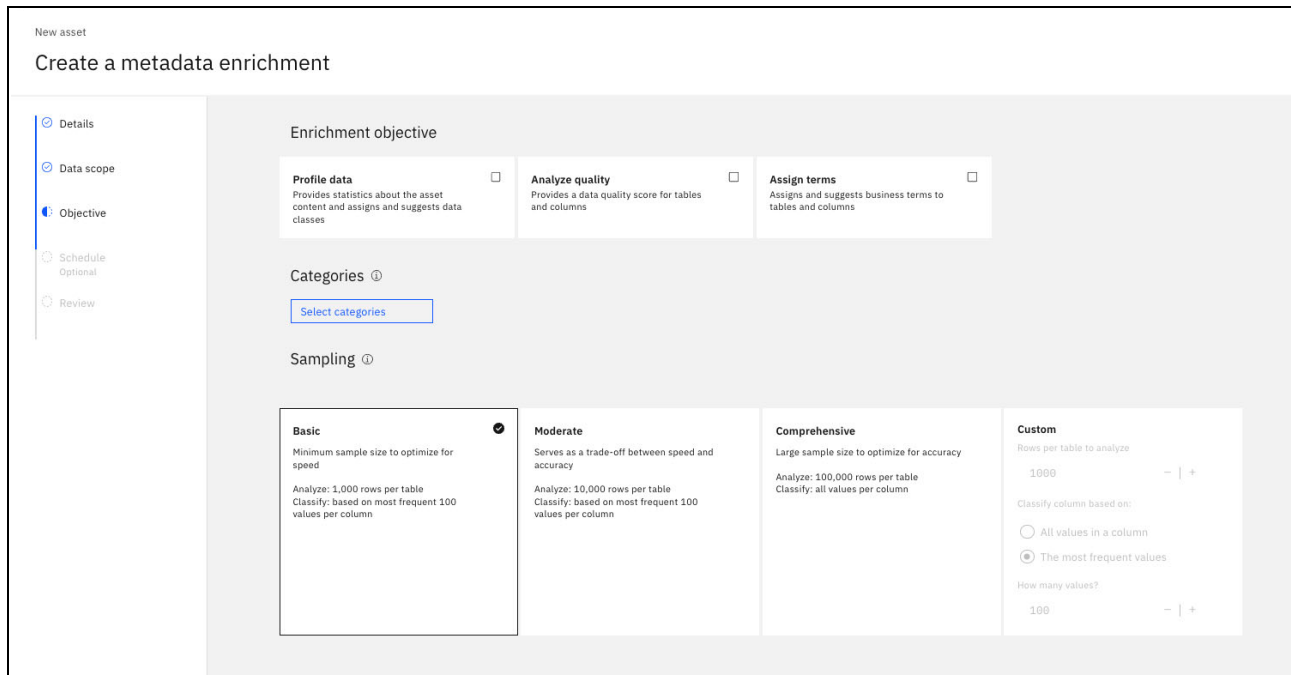 New asset
Create a metadata enrichment
Details
Data scope
Objective
Schedule
Optional
Review
Enrichment objective
Profile data
Provides statistics about the asset
content and assigns and suggests data
classes
Analyze quality
Provides a data quality score for tables
and columns
Assign terms
Assigns and suggests business terms to
tables and columns
Categories
Select categories
Sampling
Basic
Minimum sample size to optimize for
speed
Analyze: 1,000 rows per table
Classify: based on most frequent 100
values per column
Moderate
Serves as a trade-off between speed and
accuracy
Analyze: 10,000 rows per table
Classify: based on most frequent 100
values per column
Comprehensive
Large sample size to optimize for accuracy
Analyze: 100,000 rows per table
Classify: all values per column
Custom
Rows per table to analyze
1000
Classify column based on:
All values in a column
The most frequent values
How many values?
100